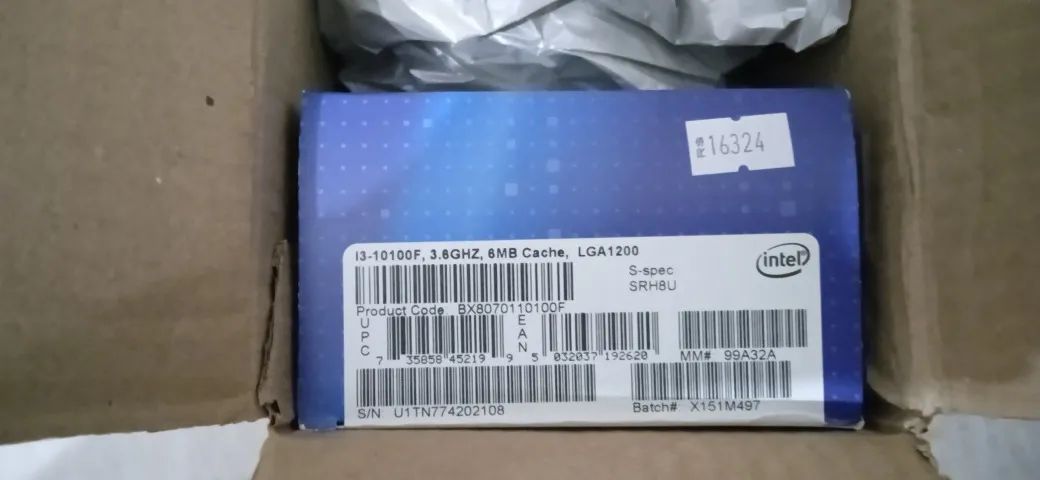 RS 16324
I3-10100F, 3.6GHZ, 6MB Cache, LGA1200
intel
S-spec
SRH8U
Product Code BX8070110100F
UPC
7 35858 45219 9
EAN
5 032037 192620
MM# 99A32A
S/N: U1TN774202108
Batch# X151M497